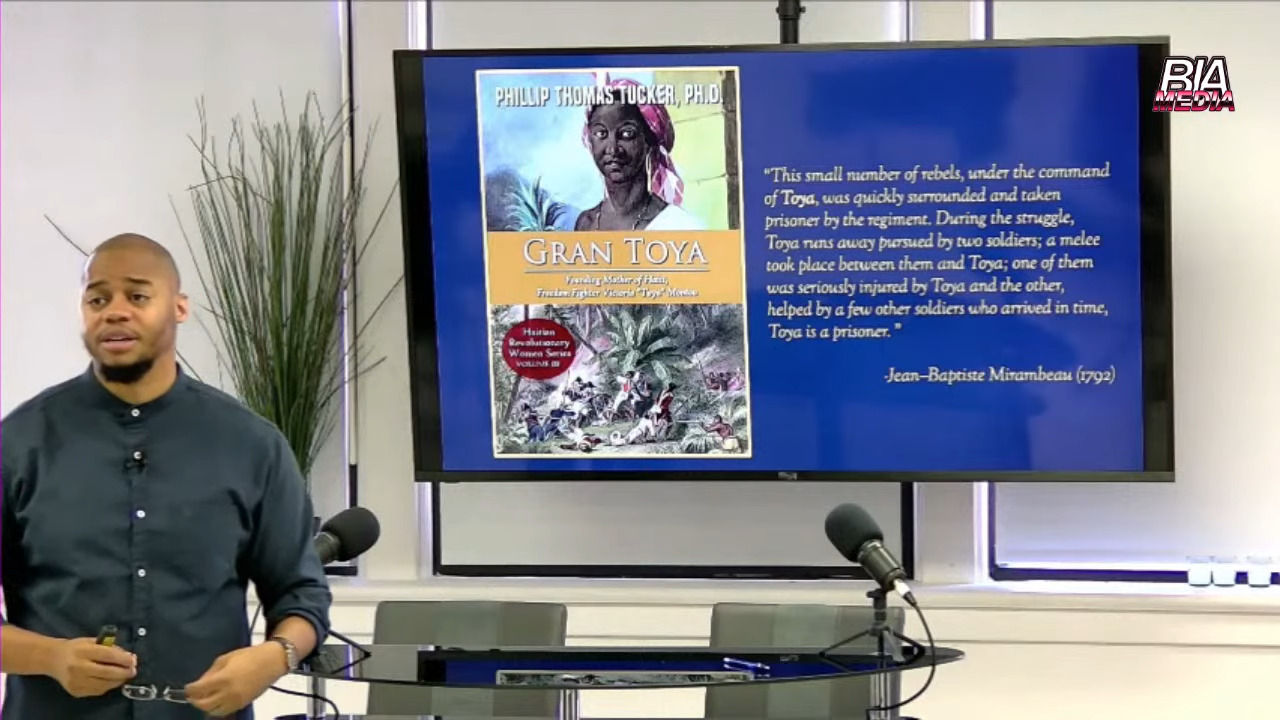 BIA
MEDIA
PHILLIP THOMAS TUCKER, PH.D.
GRAN TOYA
Founding Mother of Haiti,
Freedom Fighter Victoria "Toya" Montou
Haitian
Revolutionary
Women Series
VOLUME III
“This small number of rebels, under the command
of Toya, was quickly surrounded and taken
prisoner by the regiment. During the struggle,
Toya runs away pursued by two soldiers; a melee
took place between them and Toya; one of them
was seriously injured by Toya and the other,
helped by a few other soldiers who arrived in time,
Toya is a prisoner.”
-Jean–Baptiste Mirambeau (1792)